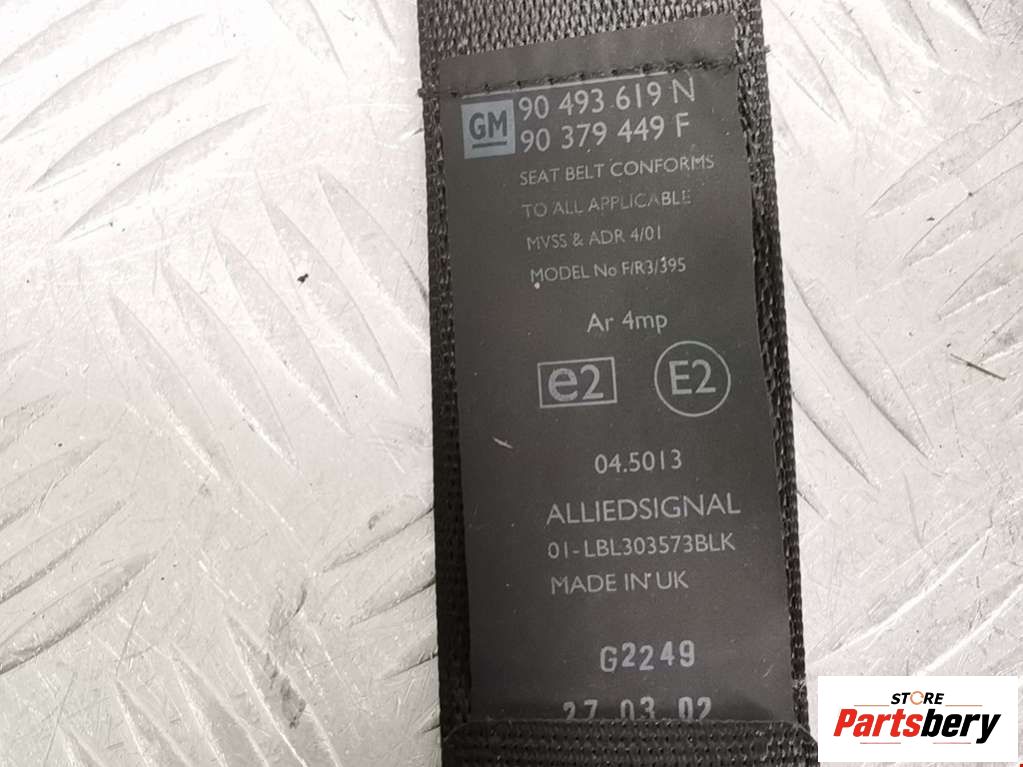 GM
90 493 619 N
90 379 449 F
SEAT BELT CONFORMS
TO ALL APPLICABLE
MVSS & ADR 4/01
MODEL No F/R3/395
Ar 4mp
e2 E2
04.5013
ALLIEDSIGNAL
01-LBL303573BLK
MADE IN UK
G2249
27 03 02
STORE
Partsbery